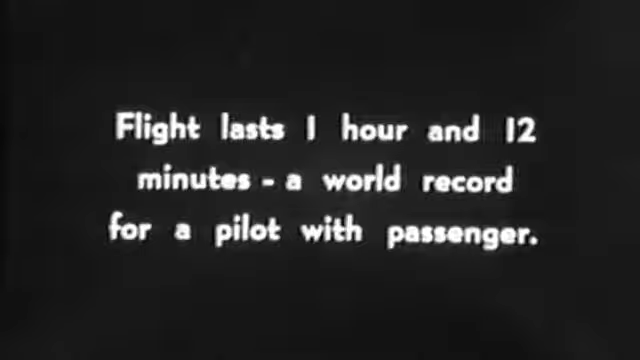 Flight lasts 1 hour and 12
minutes - a world record
for a pilot with passenger.